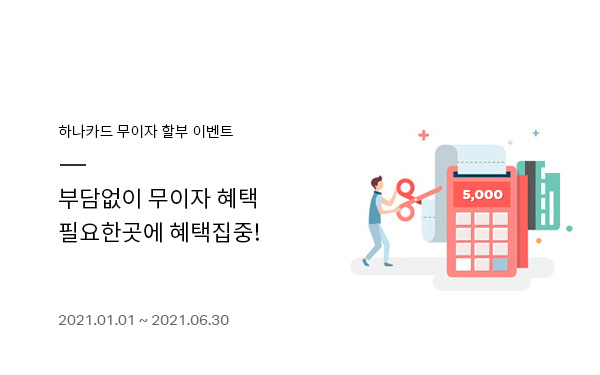 하나카드 무이자 할부 이벤트
부담없이 무이자 혜택
필요한곳에 혜택집중!
5,000
2021.01.01 ~ 2021.06.30